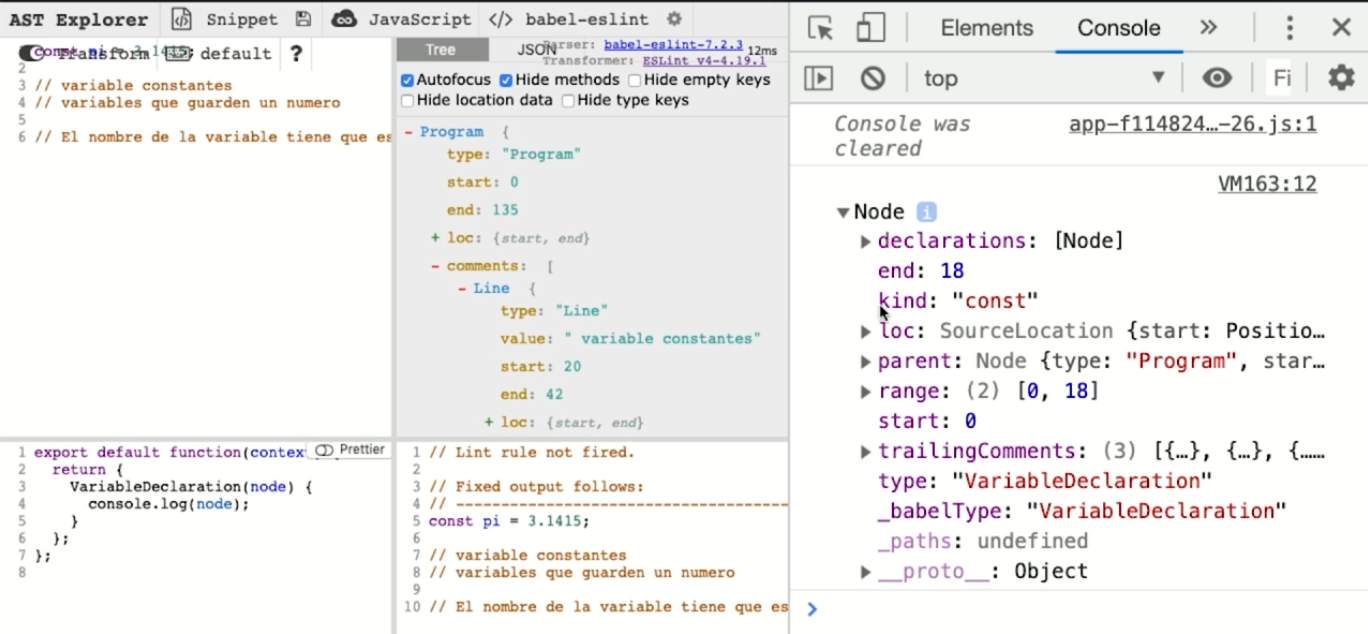 AST Explorer Snippet JavaScript </> babel-eslint
Transform default ?
Tree JSON
Parser: babel-eslint-7.2.3 12ms
Transformer: ESLint v4-4.19.1
Autofocus Hide methods Hide empty keys
Hide location data Hide type keys
const pi = 3.1415;
2
3 // variable constantes
4 // variables que guarden un numero
5
6 // El nombre de la variable tiene que es
- Program {
type: "Program"
start: 0
end: 135
+ loc: {start, end}
- comments: [
- Line {
type: "Line"
value: " variable constantes"
start: 20
end: 42
+ loc: {start, end}
Prettier
1 export default function(contex
2 return {
3 VariableDeclaration(node) {
4 console.log(node);
5 }
6 };
7 };
8
1 // Lint rule not fired.
2
3 // Fixed output follows:
4 // ----------------------------------------
5 const pi = 3.1415;
6
7 // variable constantes
8 // variables que guarden un numero
9
10 // El nombre de la variable tiene que es
Elements Console »
top Fi
Console was cleared app-f114824…-26.js:1
VM163:12
Node i
declarations: [Node]
end: 18
kind: "const"
loc: SourceLocation {start: Positio…
parent: Node {type: "Program", star…
range: (2) [0, 18]
start: 0
trailingComments: (3) [{…}, {…}, {……
type: "VariableDeclaration"
_babelType: "VariableDeclaration"
_paths: undefined
__proto__: Object